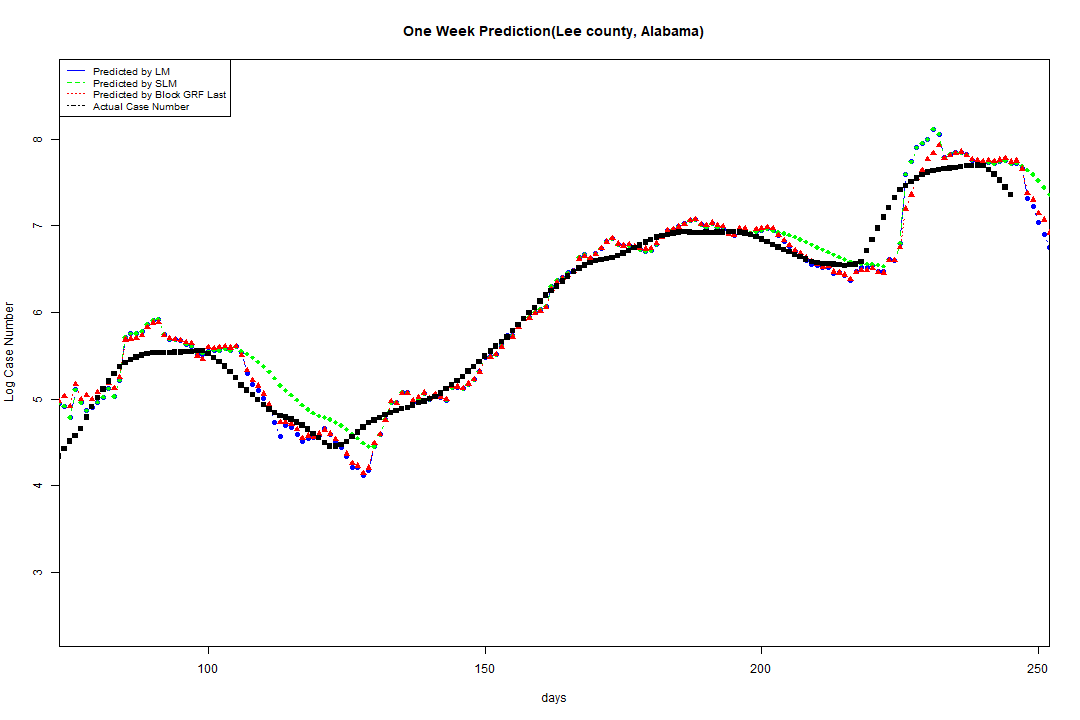 One Week Prediction(Lee county, Alabama)
Predicted by LM
Predicted by SLM
Predicted by Block GRF Last
Actual Case Number
8
7
6
5
4
3
Log Case Number
100 150 200 250
days